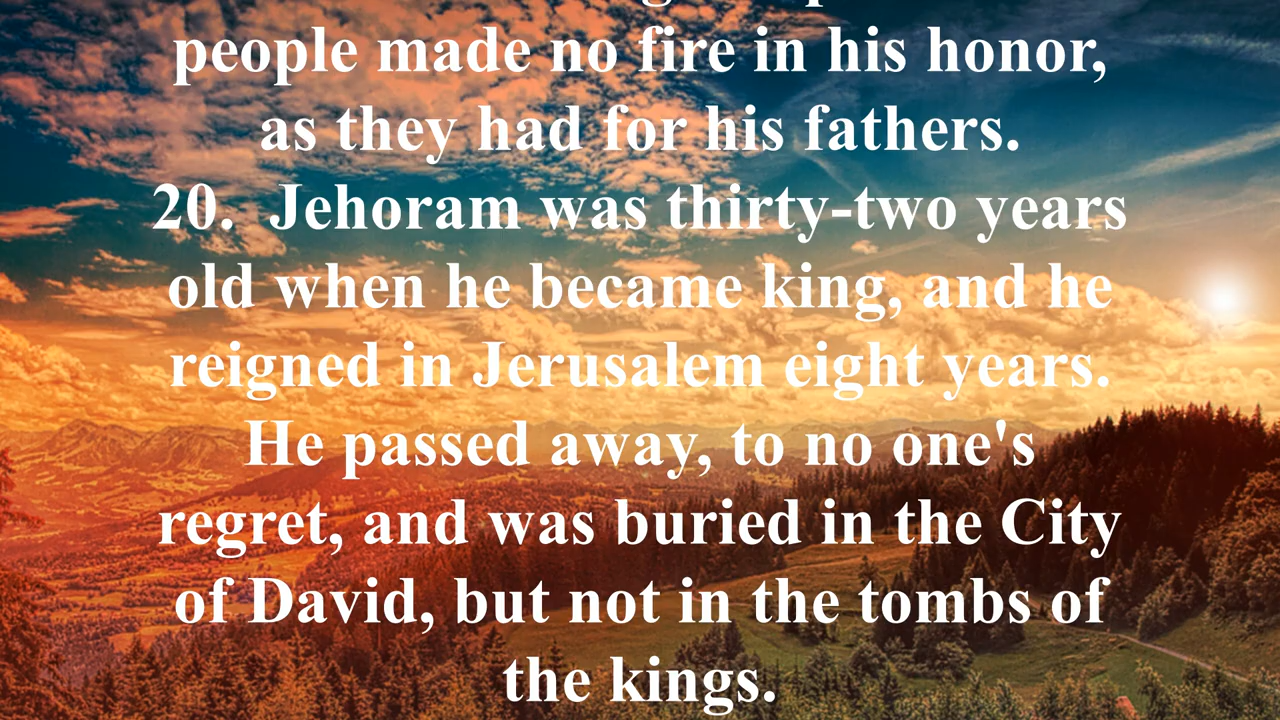 people made no fire in his honor,
as they had for his fathers.
20.  Jehoram was thirty-two years
old when he became king, and he
reigned in Jerusalem eight years.
He passed away, to no one's
regret, and was buried in the City
of David, but not in the tombs of
the kings.